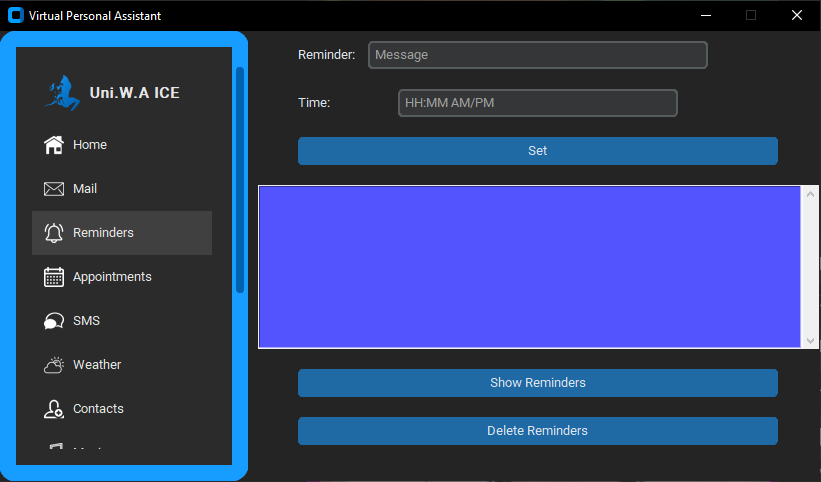 Virtual Personal Assistant
Uni.W.A ICE
Home
Mail
Reminders
Appointments
SMS
Weather
Contacts
Reminder: Message
Time: HH:MM AM/PM
Set
Show Reminders
Delete Reminders